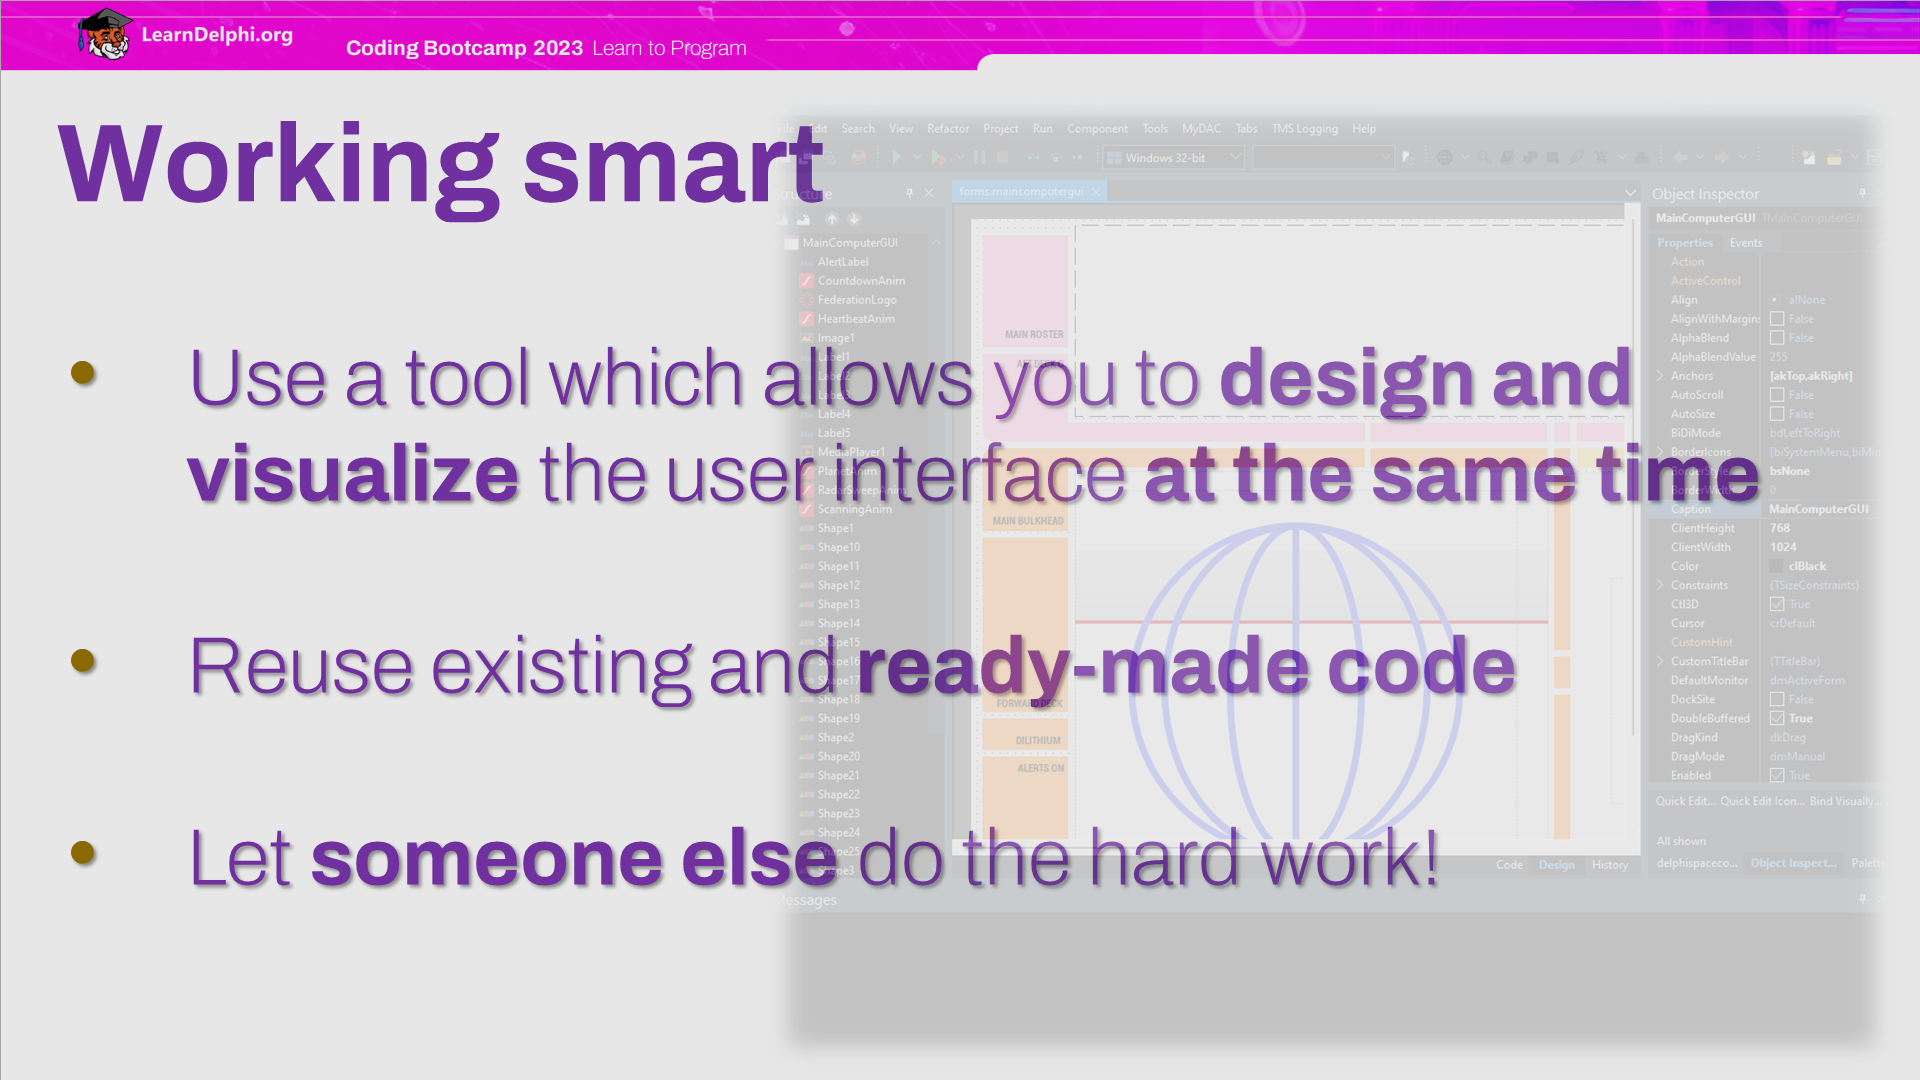 LearnDelphi.org
Coding Bootcamp 2023 Learn to Program
Working smart
Edit Search View Refactor Project Run Component Tools MyDAC Tabs TMS Logging Help
Windows 32-bit
forms.maincomputergui
Object Inspector
MainComputerGUI TMainComputerGUI
Properties Events
MainComputerGUI
AlertLabel
CountdownAnim
FederationLogo
HeartbeatAnim
Image1
Label1
Label4
Label5
MediaPlayer1
PlanetAnim
RadarSweepAnim
ScanningAnim
Shape1
Shape10
Shape11
Shape12
Shape13
Shape14
Shape15
Shape18
Shape19
Shape2
Shape20
Shape21
Shape22
Shape23
Shape24
Shape25
Shape3
MAIN ROSTER
MAIN BULKHEAD
FORWARD DECK
DILITHIUM
ALERTS ON
• Use a tool which allows you to design and
visualize the user interface at the same time
• Reuse existing and ready-made code
• Let someone else do the hard work!
Action
ActiveControl
Align alNone
AlignWithMargins False
AlphaBlend False
AlphaBlendValue 255
Anchors [akTop,akRight]
AutoScroll False
AutoSize False
BiDiMode bdLeftToRight
BorderIcons
BorderStyle bsNone
BorderWidth 0
Caption MainComputerGUI
ClientHeight 768
ClientWidth 1024
Color clBlack
Constraints (TSizeConstraints)
Ctl3D True
Cursor crDefault
CustomHint
CustomTitleBar (TTitleBar)
DefaultMonitor dmActiveForm
DockSite False
DoubleBuffered True
DragKind dkDrag
DragMode dmManual
Enabled True
Quick Edit... Quick Edit Icon... Bind Visually...
All shown
delphispaceco... Object Inspect... Palett
Code Design History
Messages